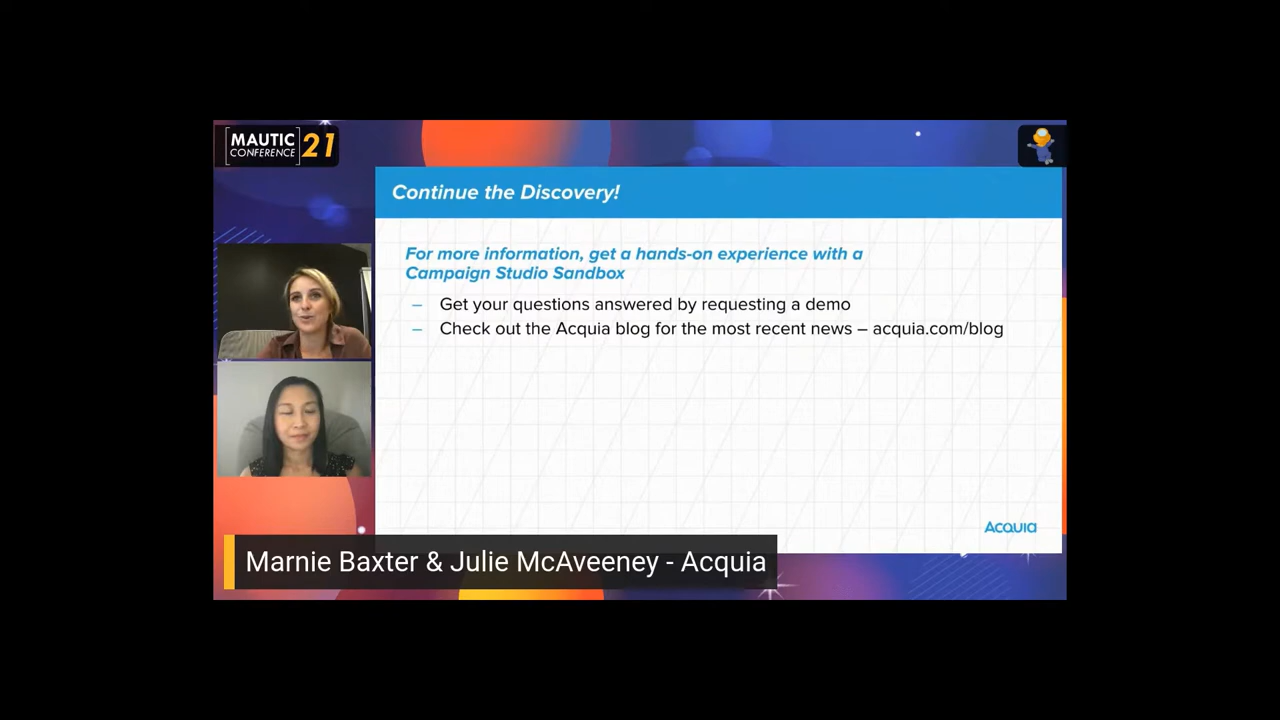 MAUTIC
CONFERENCE 21
Continue the Discovery!
For more information, get a hands-on experience with a
Campaign Studio Sandbox
– Get your questions answered by requesting a demo
– Check out the Acquia blog for the most recent news – acquia.com/blog
ACQUIA
Marnie Baxter & Julie McAveeney - Acquia